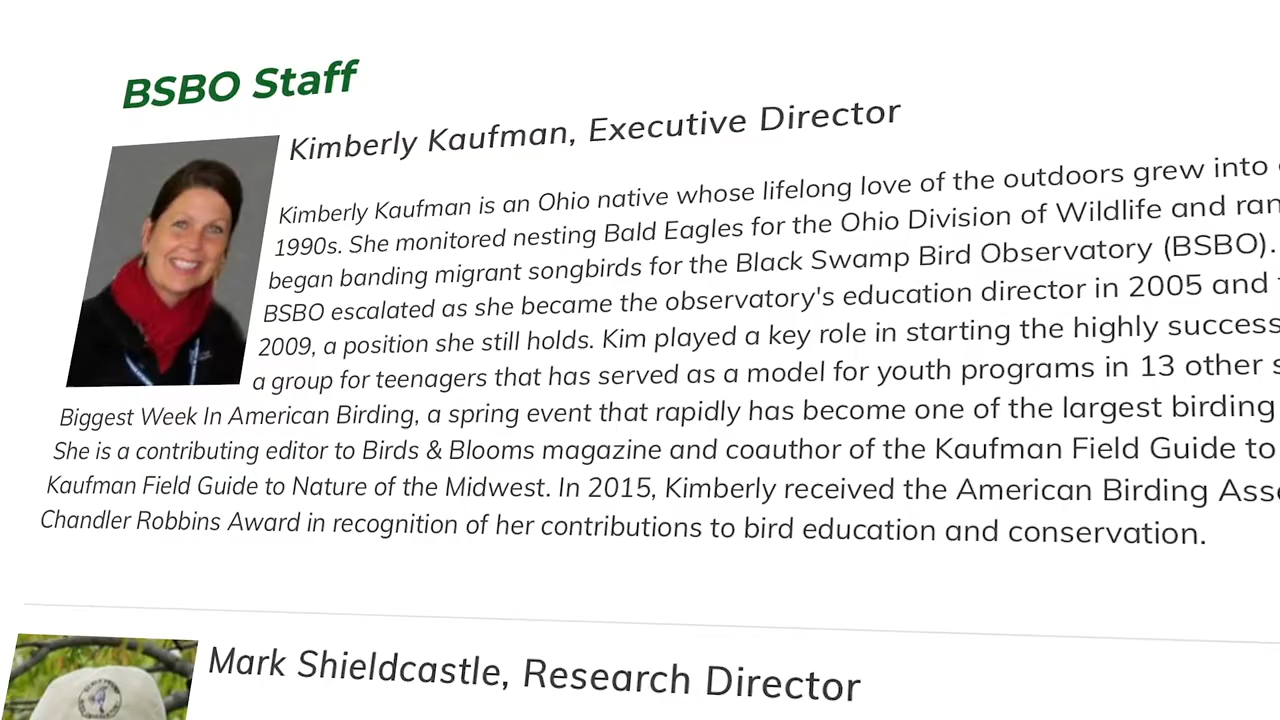 BSBO Staff
Kimberly Kaufman, Executive Director
Kimberly Kaufman is an Ohio native whose lifelong love of the outdoors grew into
1990s. She monitored nesting Bald Eagles for the Ohio Division of Wildlife and ran
began banding migrant songbirds for the Black Swamp Bird Observatory (BSBO).
BSBO escalated as she became the observatory's education director in 2005 and
2009, a position she still holds. Kim played a key role in starting the highly success
a group for teenagers that has served as a model for youth programs in 13 other
Biggest Week In American Birding, a spring event that rapidly has become one of the largest birding
She is a contributing editor to Birds & Blooms magazine and coauthor of the Kaufman Field Guide to
Kaufman Field Guide to Nature of the Midwest. In 2015, Kimberly received the American Birding Ass
Chandler Robbins Award in recognition of her contributions to bird education and conservation.
Mark Shieldcastle, Research Director